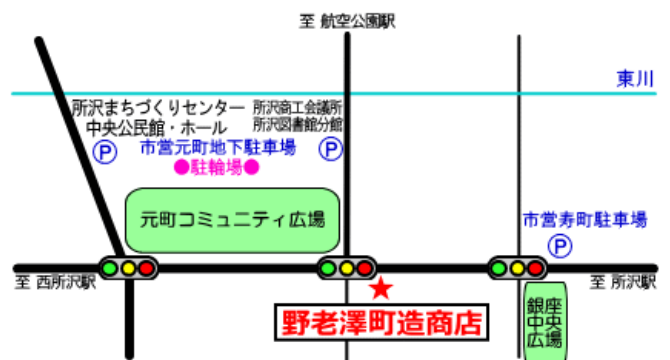 至 航空公園駅
東川
所沢まちづくりセンター
中央公民館・ホール
所沢商工会議所
所沢図書館分館
P
市営元町地下駐車場
P
●駐輪場●
元町コミュニティ広場
市営寿町駐車場
P
至 西所沢駅
至 所沢駅
★
野老澤町造商店
銀座
中央
広場